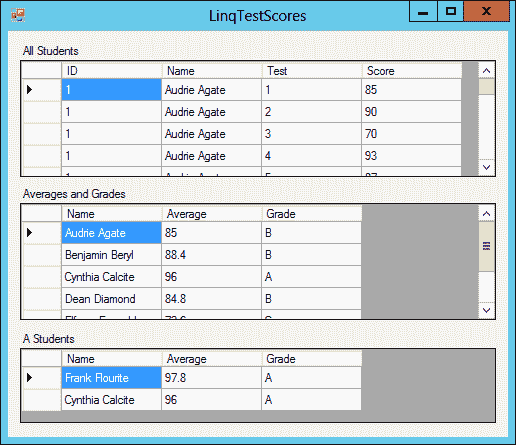 LinqTestScores
All Students
ID Name Test Score
1 Audrie Agate 1 85
1 Audrie Agate 2 90
1 Audrie Agate 3 70
1 Audrie Agate 4 93
Averages and Grades
Name Average Grade
Audrie Agate 85 B
Benjamin Beryl 88.4 B
Cynthia Calcite 96 A
Dean Diamond 84.8 B
A Students
Name Average Grade
Frank Flourite 97.8 A
Cynthia Calcite 96 A